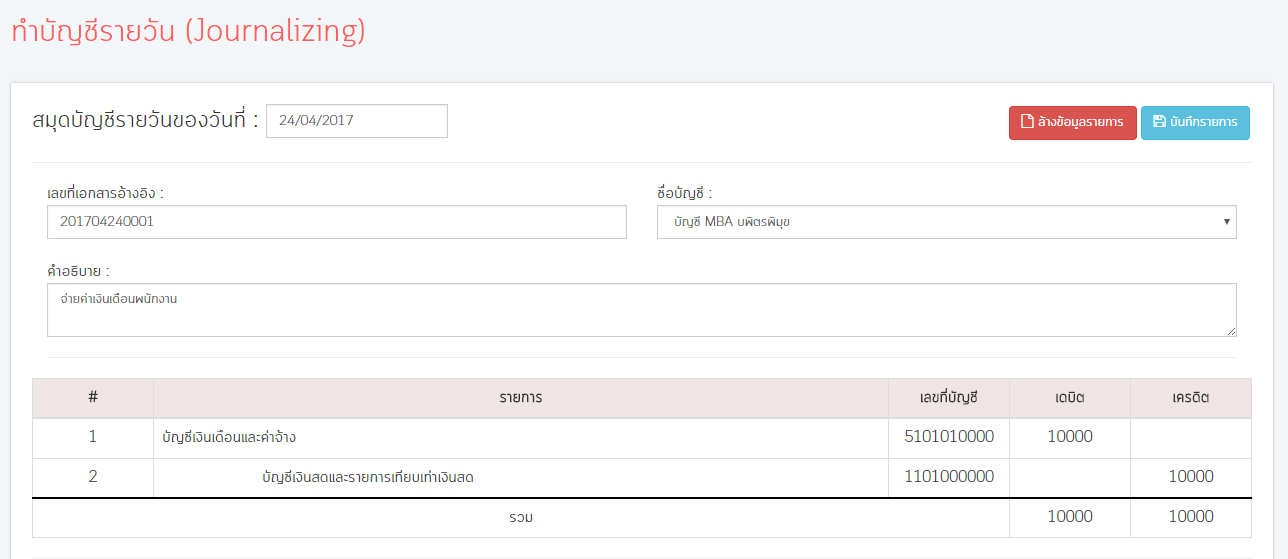 ทำบัญชีรายวัน (Journalizing)
สมุดบัญชีรายวันของวันที่ : 24/04/2017 ล้างข้อมูลรายการ บันทึกรายการ
เลขที่เอกสารอ้างอิง : ชื่อบัญชี :
201704240001 บัญชี MBA บพิตรพิมุข
คำอธิบาย :
จ่ายค่าเงินเดือนพนักงาน
# รายการ เลขที่บัญชี เดบิต เครดิต
1 บัญชีเงินเดือนและค่าจ้าง 5101010000 10000
2 บัญชีเงินสดและรายการเทียบเท่าเงินสด 1101000000 10000
รวม 10000 10000